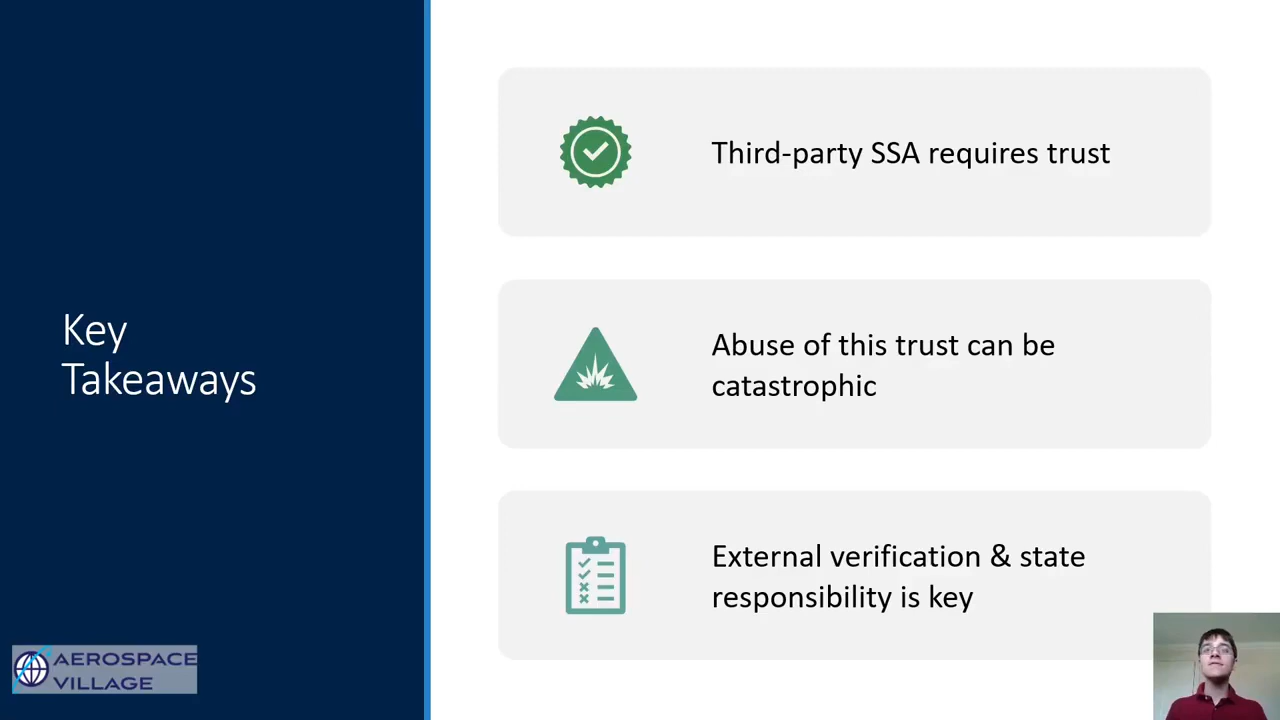 Key
Takeaways
Third-party SSA requires trust
Abuse of this trust can be
catastrophic
External verification & state
responsibility is key
AEROSPACE
VILLAGE